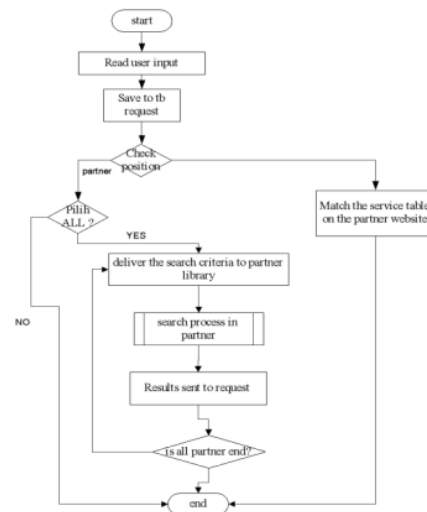 start
Read user input
Save to tb
request
Check
position
partner
Pilih
ALL ?
Match the service table
on the partner website
YES
deliver the search criteria to partner
library
NO
search process in
partner
Results sent to request
is all partner end?
end